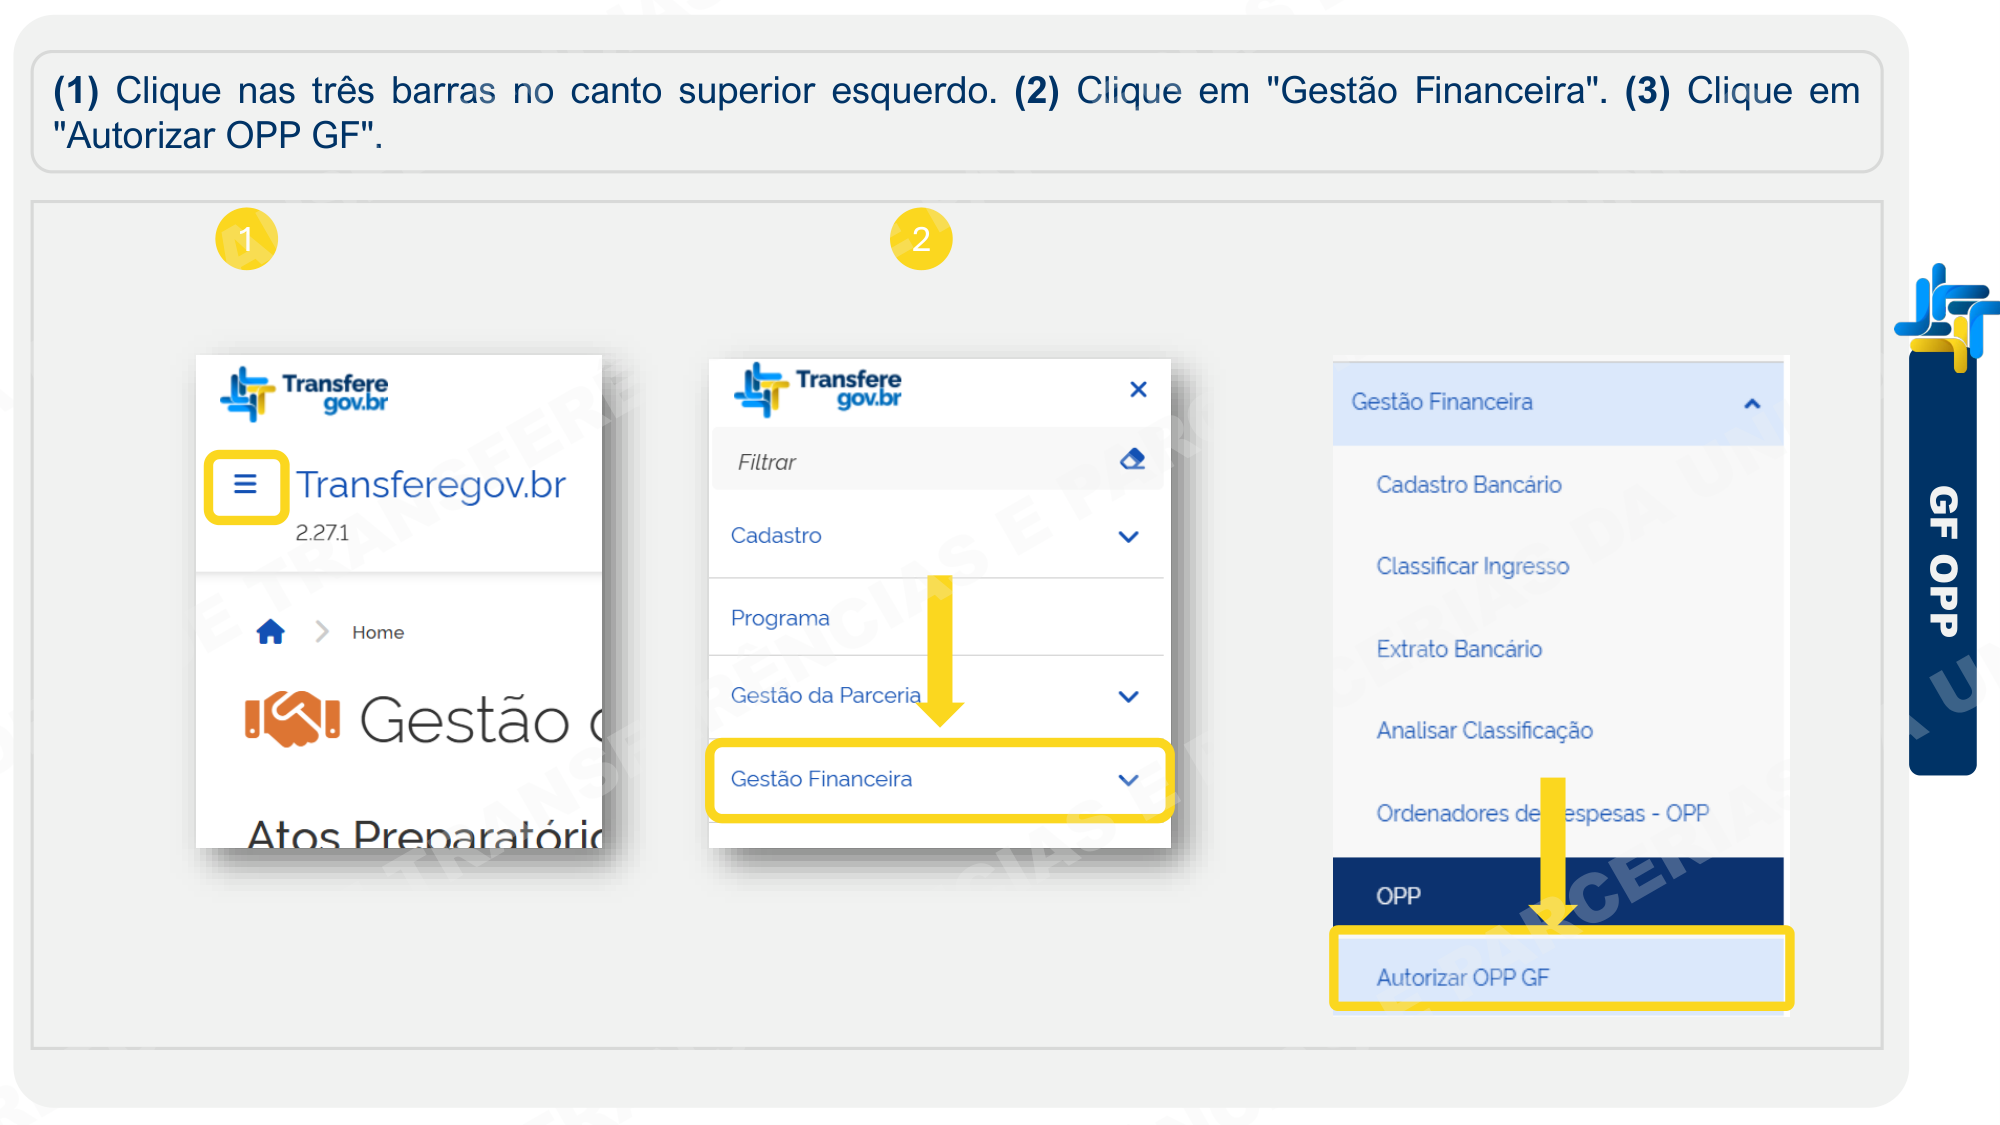 (1) Clique nas três barras no canto superior esquerdo. (2) Clique em "Gestão Financeira". (3) Clique em
"Autorizar OPP GF".
1
2
Transfere
gov.br
Transferegov.br
2.27.1
Home
Gestão
Atos Preparatóri
Transfere
gov.br
Filtrar
Cadastro
Programa
Gestão da Parceria
Gestão Financeira
Gestão Financeira
Cadastro Bancário
Classificar Ingresso
Extrato Bancário
Analisar Classificação
Ordenadores de espesas - OPP
OPP
Autorizar OPP GF
GF OPP